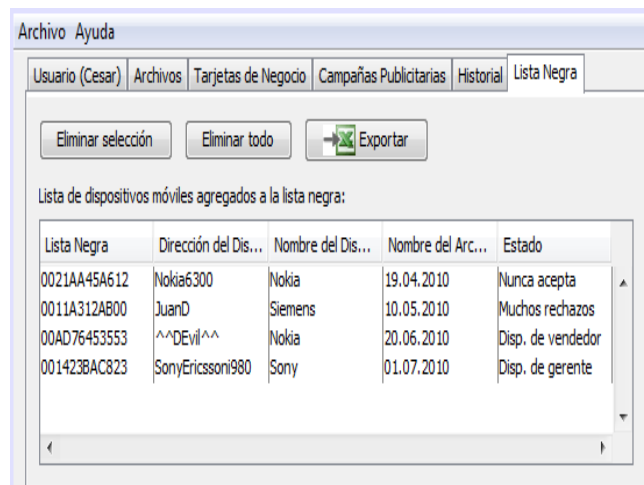 Archivo Ayuda
Usuario (Cesar) Archivos Tarjetas de Negocio Campañas Publicitarias Historial Lista Negra
Eliminar selección Eliminar todo Exportar
Lista de dispositivos móviles agregados a la lista negra:
Lista Negra Dirección del Dis... Nombre del Dis... Nombre del Arc... Estado
0021AA45A612 Nokia6300 Nokia 19.04.2010 Nunca acepta
0011A312AB00 JuanD Siemens 10.05.2010 Muchos rechazos
00AD76453553 ^^DEvil^^ Nokia 20.06.2010 Disp. de vendedor
001423BAC823 SonyEricssoni980 Sony 01.07.2010 Disp. de gerente